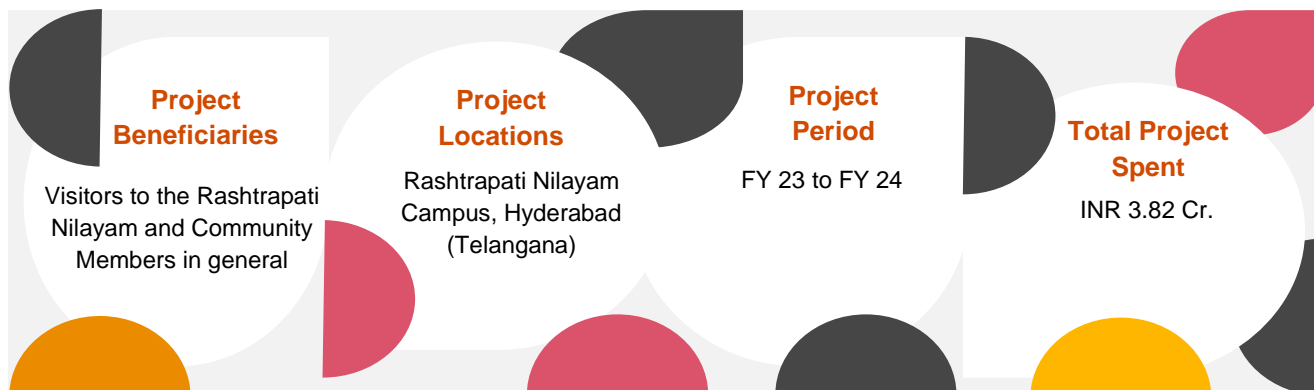 Project
Beneficiaries
Visitors to the Rashtrapati
Nilayam and Community
Members in general
Project
Locations
Rashtrapati Nilayam
Campus, Hyderabad
(Telangana)
Project
Period
FY 23 to FY 24
Total Project
Spent
INR 3.82 Cr.